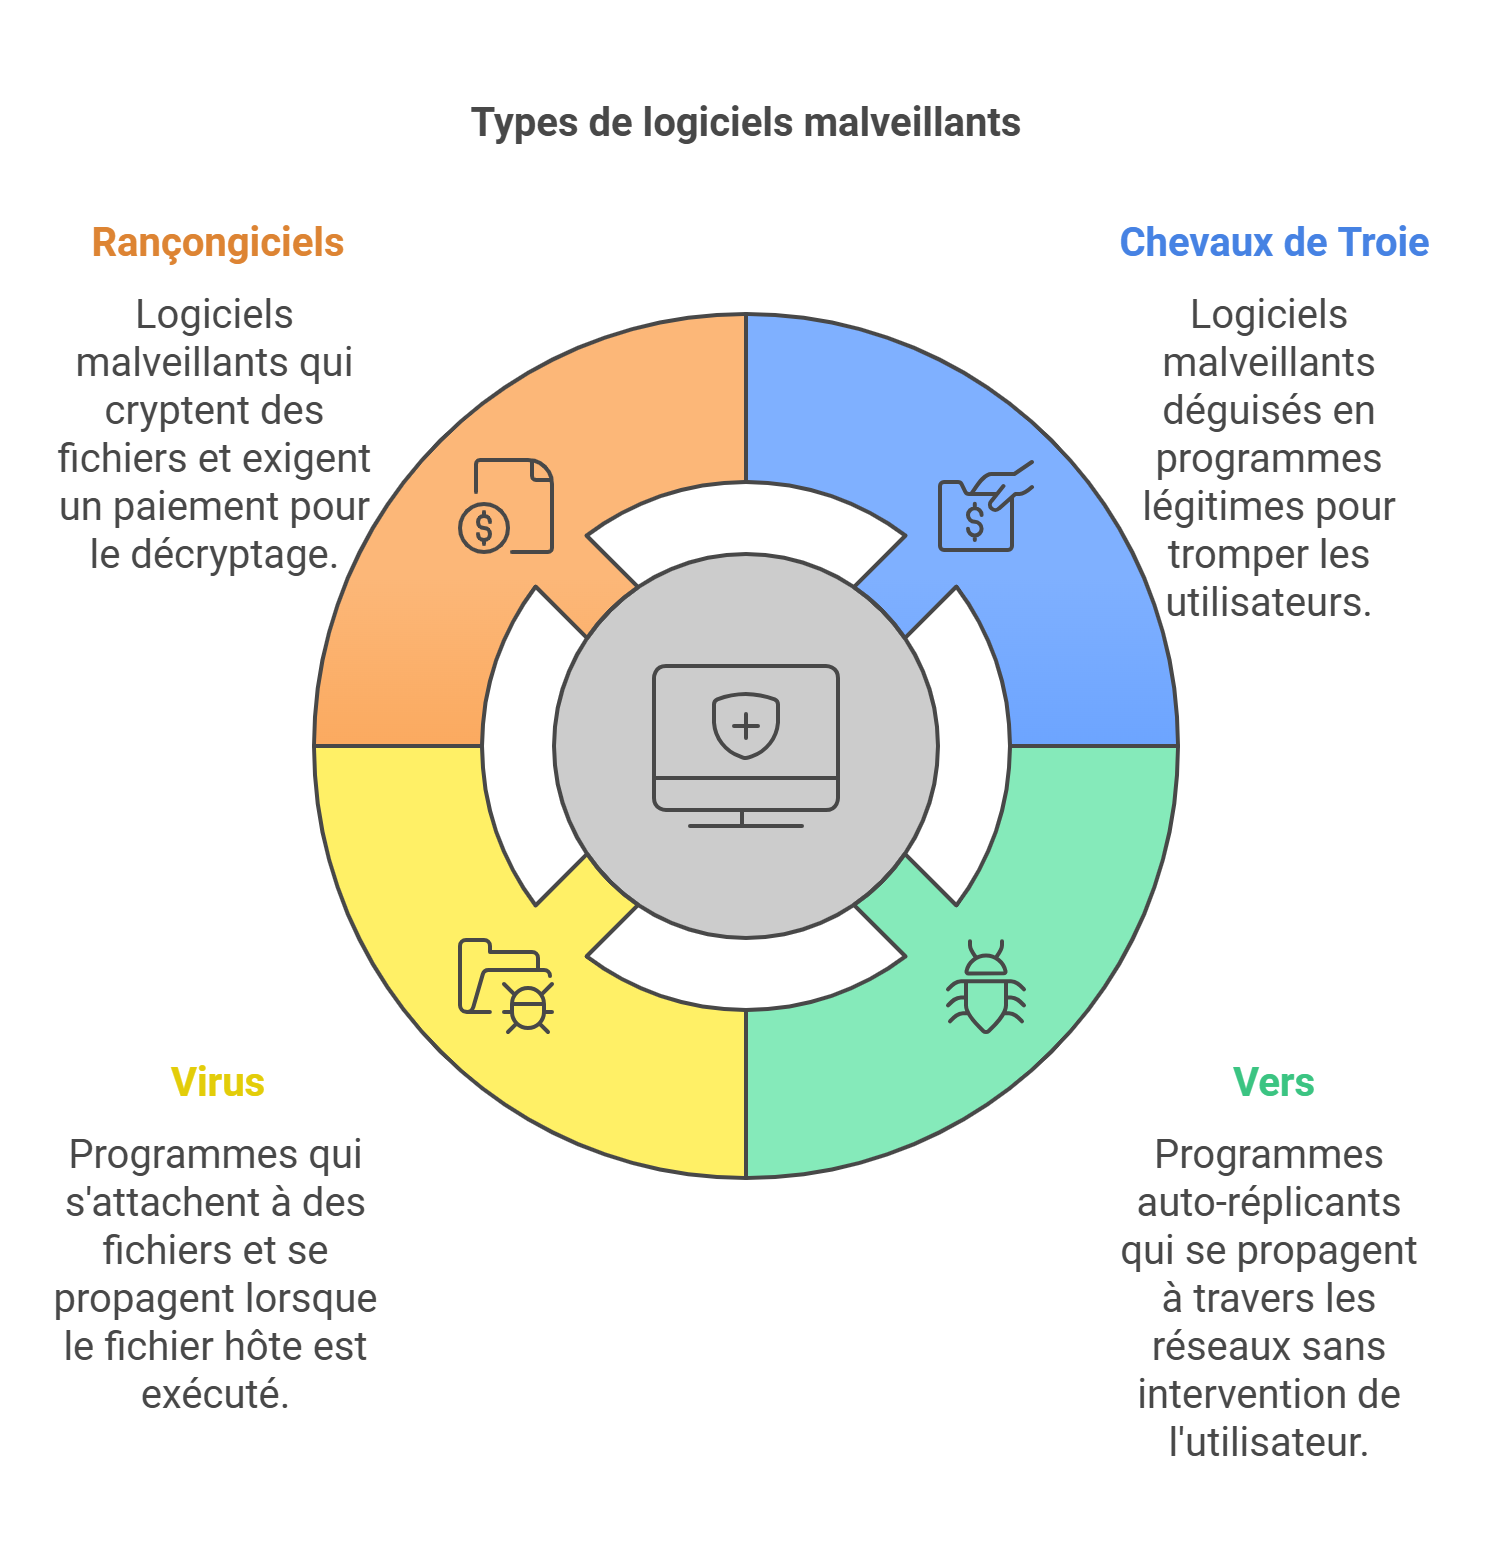 Types de logiciels malveillants
Rançongiciels
Logiciels
malveillants qui
cryptent des
fichiers et exigent
un paiement pour
le décryptage.
Chevaux de Troie
Logiciels
malveillants
déguisés en
programmes
légitimes pour
tromper les
utilisateurs.
$
$
Virus
Programmes qui
s'attachent à des
fichiers et se
propagent lorsque
le fichier hôte est
exécuté.
Vers
Programmes
auto-réplicants
qui se propagent
à travers les
réseaux sans
intervention de
l'utilisateur.